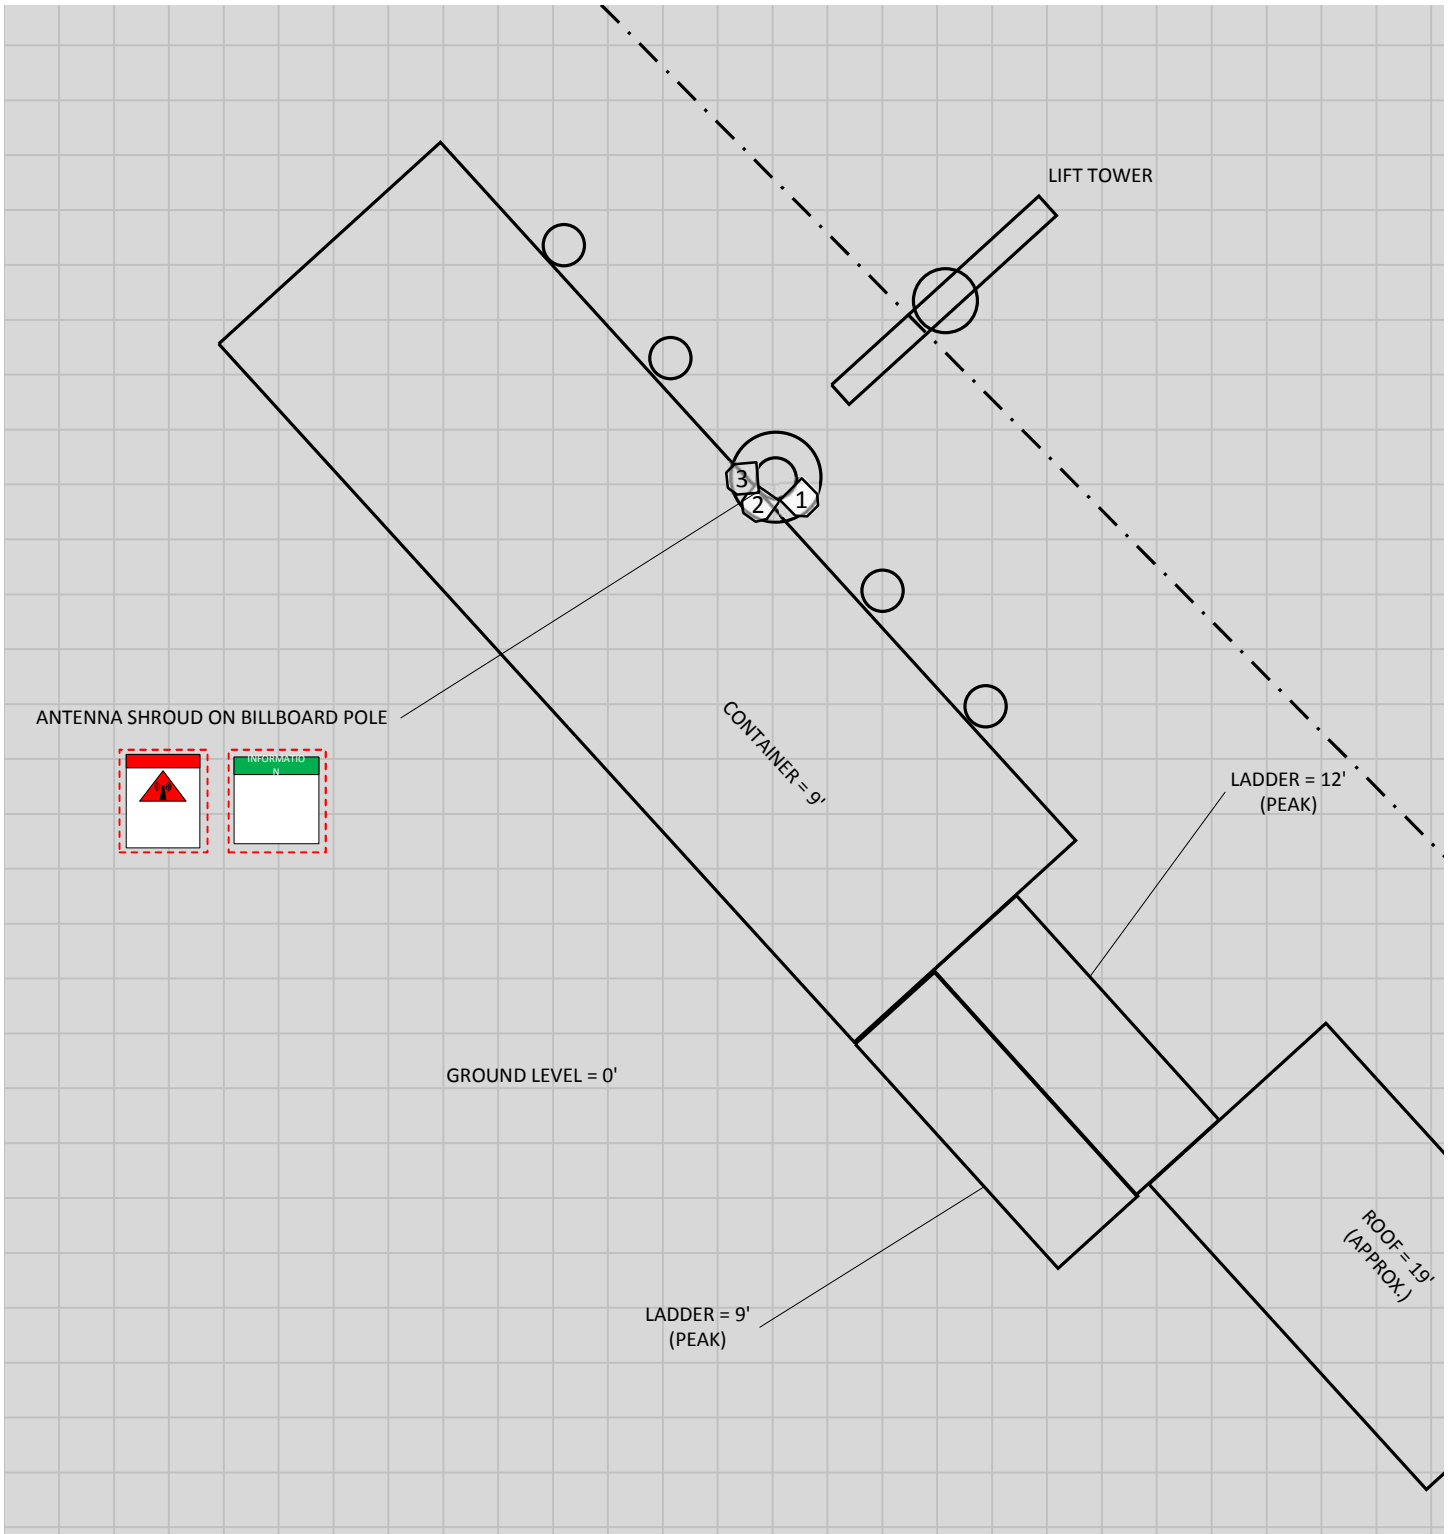 LIFT TOWER
3
2
1
ANTENNA SHROUD ON BILLBOARD POLE
INFORMATIO
N
CONTAINER = 9'
LADDER = 12'
(PEAK)
GROUND LEVEL = 0'
ROOF = 19'
(APPROX.)
LADDER = 9'
(PEAK)